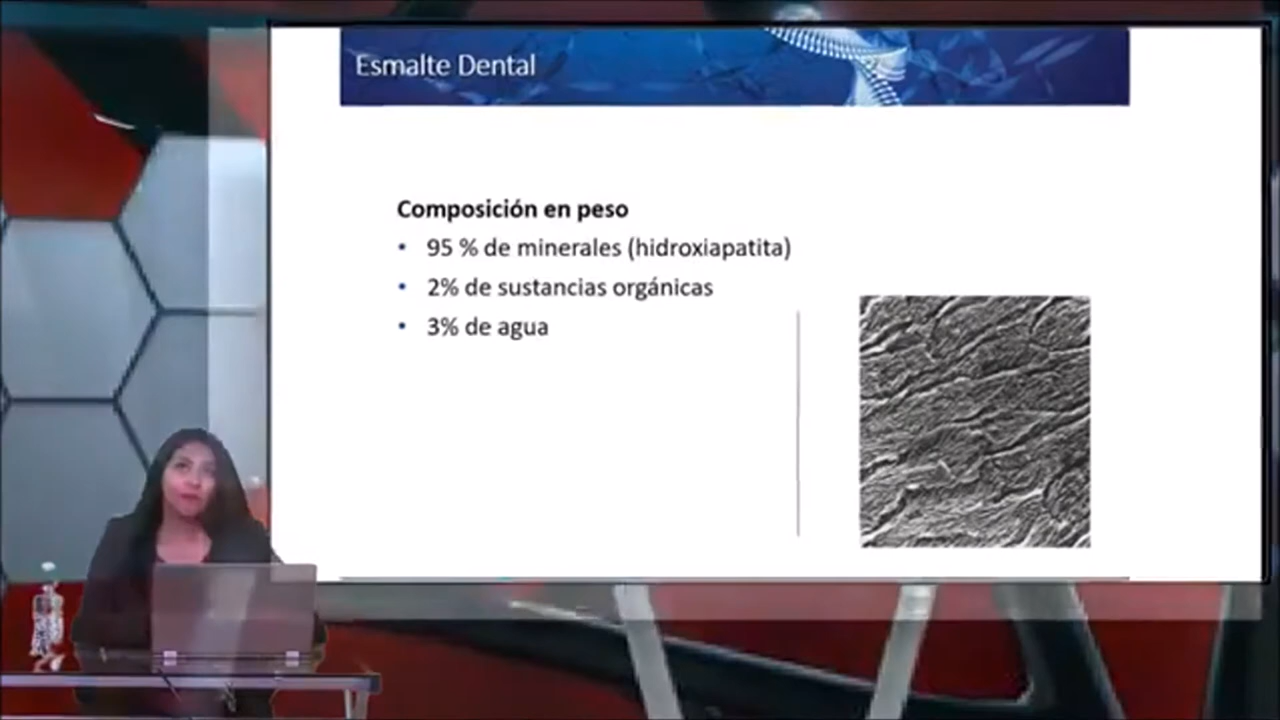 Esmalte Dental
Composición en peso
• 95 % de minerales (hidroxiapatita)
• 2% de sustancias orgánicas
• 3% de agua